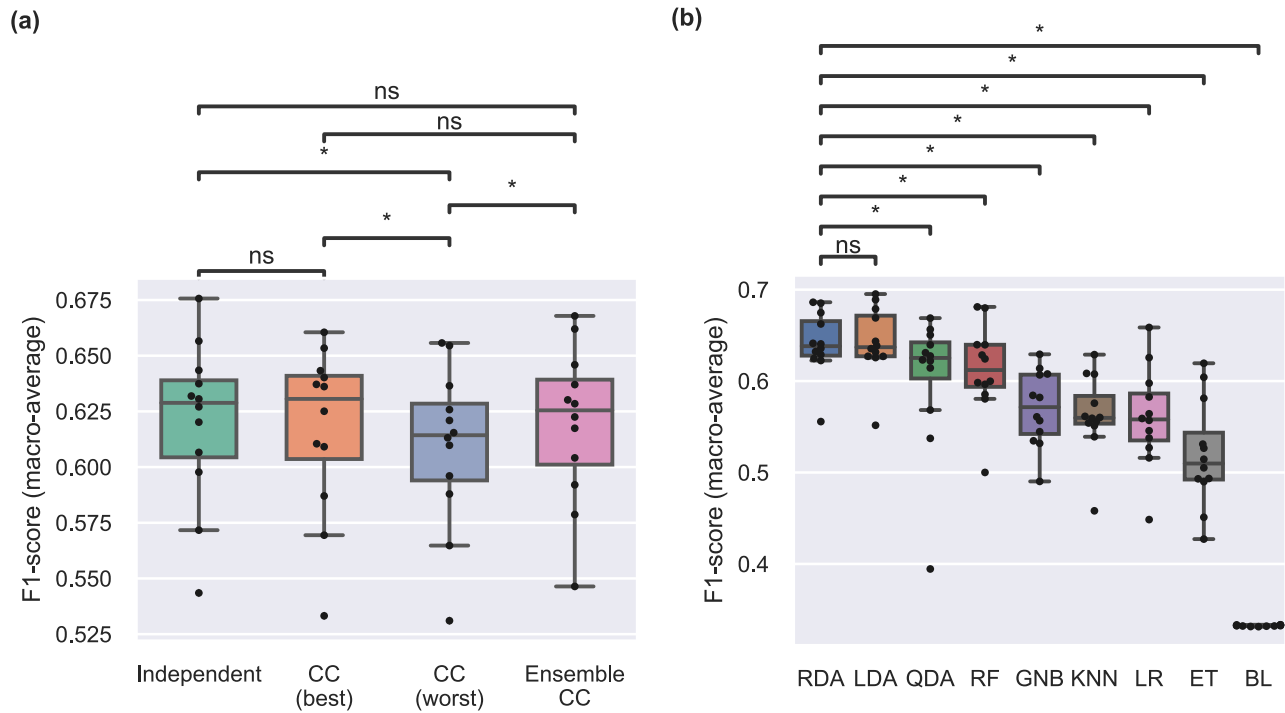 (a)
ns
ns
*
*
*
ns
F1-score (macro-average)
0.675
0.650
0.625
0.600
0.575
0.550
0.525
Independent
CC
(best)
CC
(worst)
Ensemble
CC
(b)
*
*
*
*
*
*
*
ns
F1-score (macro-average)
0.7
0.6
0.5
0.4
RDA LDA QDA RF GNB KNN LR ET BL